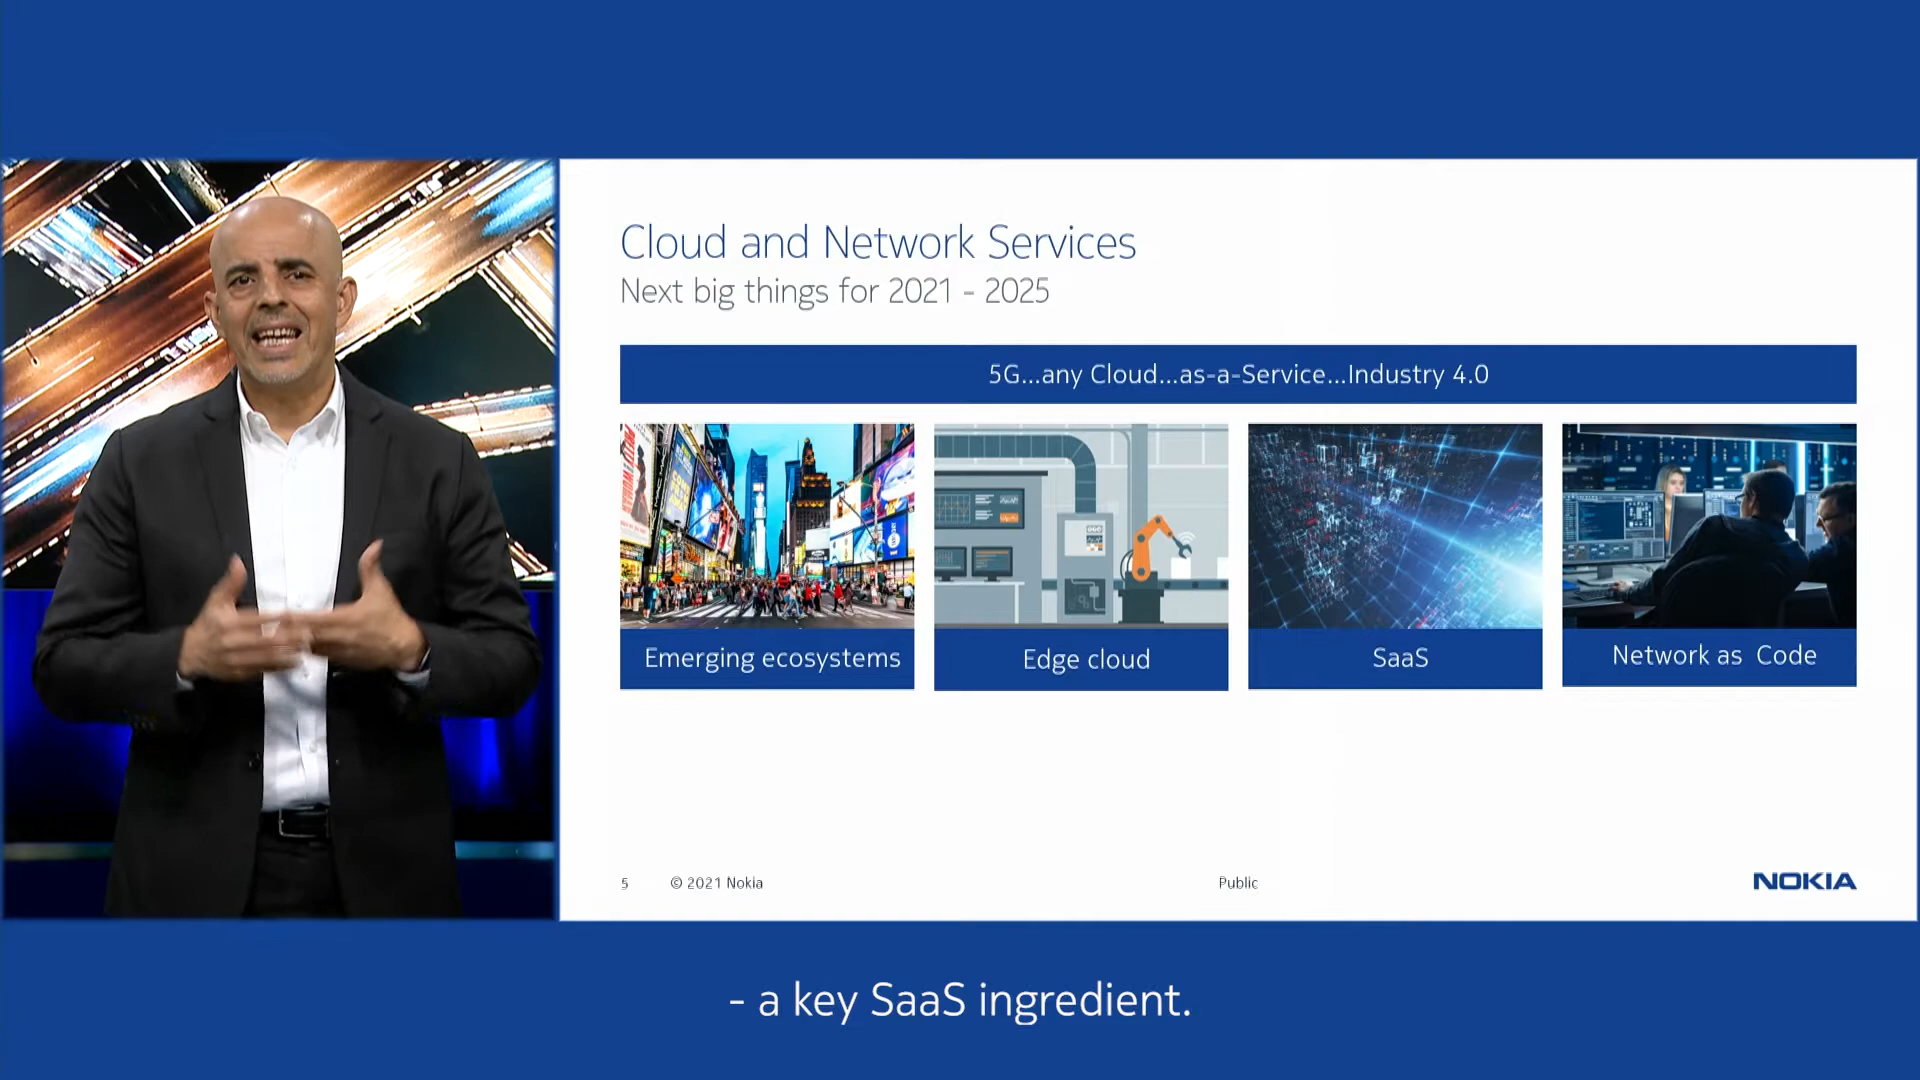 Cloud and Network Services
Next big things for 2021 - 2025
5G...any Cloud...as-a-Service...Industry 4.0
Emerging ecosystems
Edge cloud
SaaS
Network as Code
5
© 2021 Nokia
Public
NOKIA
- a key SaaS ingredient.